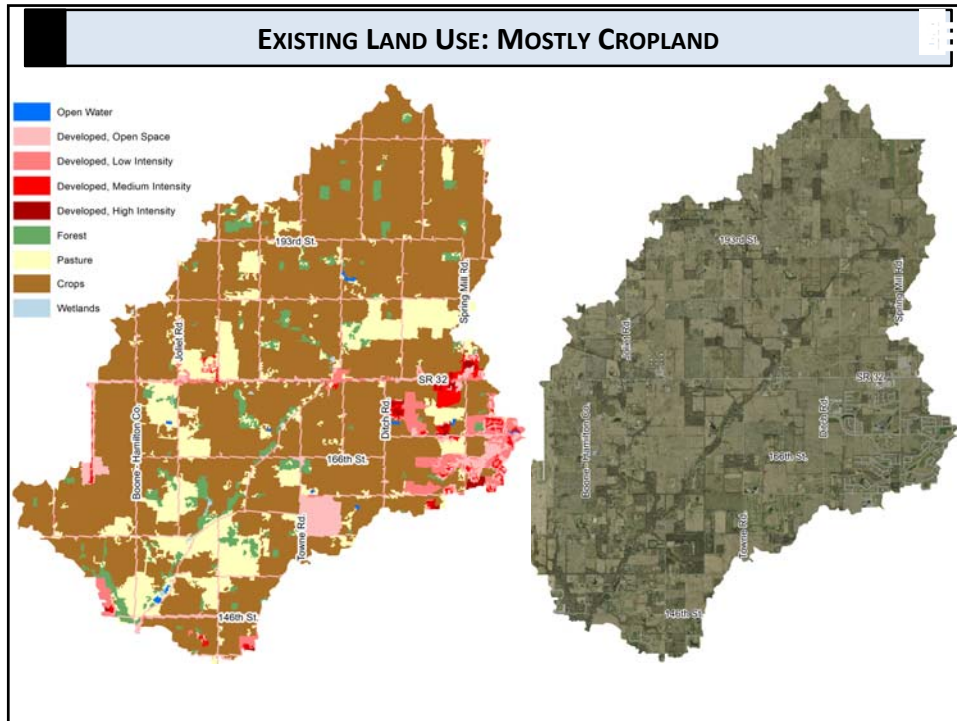 EXISTING LAND USE: MOSTLY CROPLAND
Open Water
Developed, Open Space
Developed, Low Intensity
Developed, Medium Intensity
Developed, High Intensity
Forest
Pasture
Crops
Wetlands
193rd St.
Spring Mill Rd.
Joliet Rd.
SR 32
Ditch Rd.
Boone - Hamilton Co.
166th St.
Towne Rd.
146th St.
193rd St.
Spring Mill Rd.
Joliet Rd.
SR 32
Ditch Rd.
Boone - Hamilton Co.
166th St.
Towne Rd.
146th St.